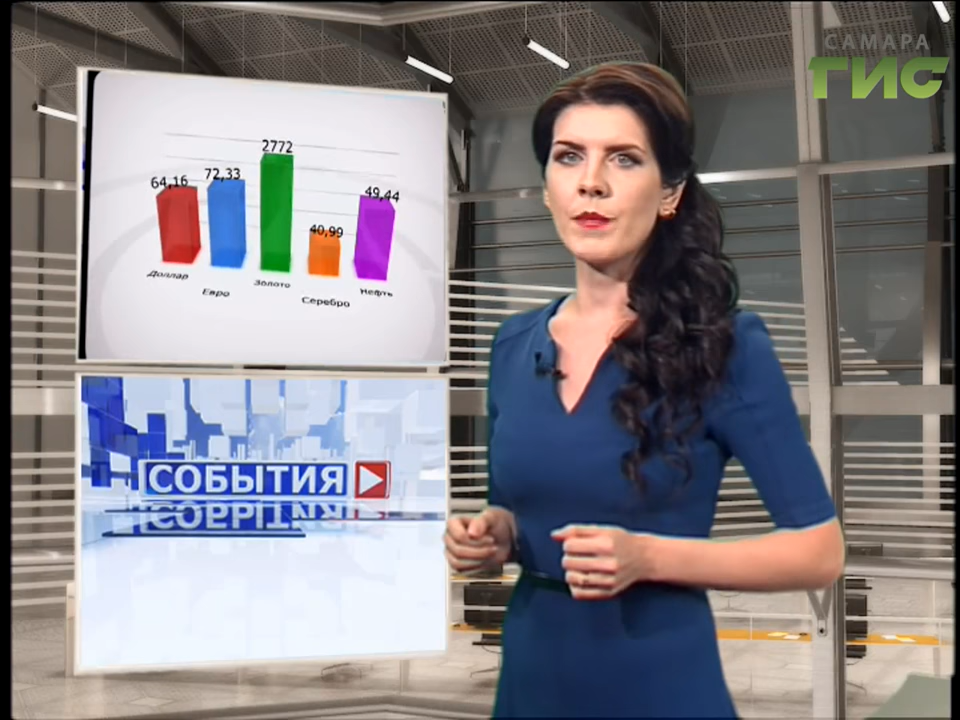 САМАРА
ГИС
2772
72,33
64,16
49,44
40,99
Доллар
Евро
Золото
Серебро
Нефть
СОБЫТИЯ